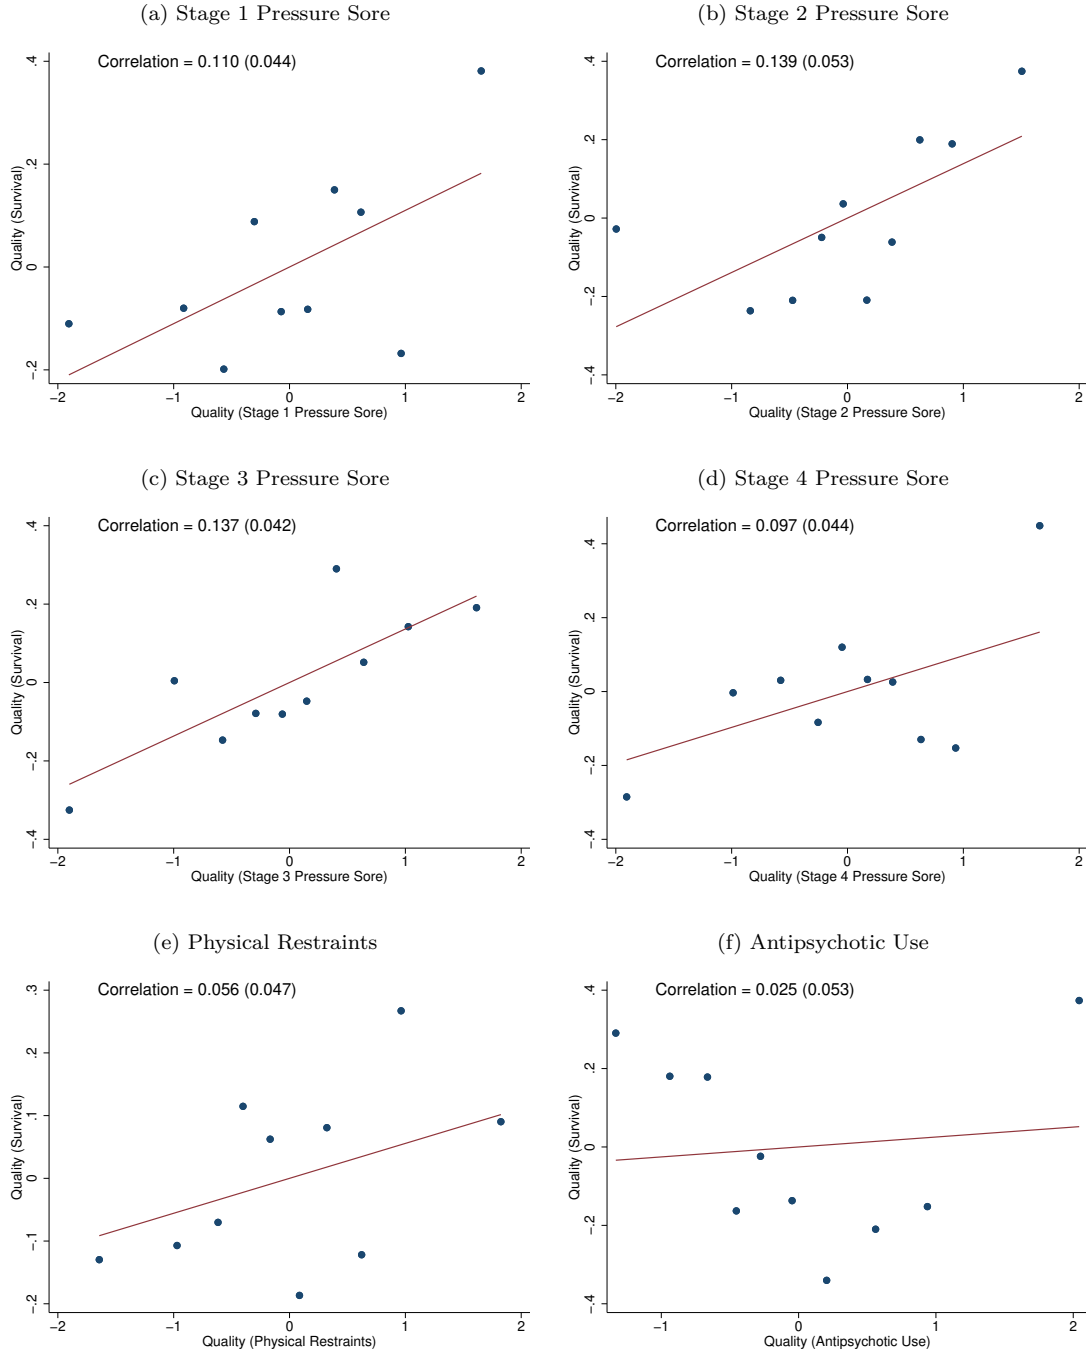 (a) Stage 1 Pressure Sore
Correlation = 0.110 (0.044)
Quality (Survival)
.4
.2
0
-.2
-2
-1
0
1
2
Quality (Stage 1 Pressure Sore)
(b) Stage 2 Pressure Sore
Correlation = 0.139 (0.053)
Quality (Survival)
.4
.2
0
-.2
-.4
-2
-1
0
1
2
Quality (Stage 2 Pressure Sore)
(c) Stage 3 Pressure Sore
Correlation = 0.137 (0.042)
Quality (Survival)
.4
.2
0
-.2
-.4
-2
-1
0
1
2
Quality (Stage 3 Pressure Sore)
(d) Stage 4 Pressure Sore
Correlation = 0.097 (0.044)
Quality (Survival)
.4
.2
0
-.2
-.4
-2
-1
0
1
2
Quality (Stage 4 Pressure Sore)
(e) Physical Restraints
Correlation = 0.056 (0.047)
Quality (Survival)
.3
.2
.1
0
-.1
-.2
-2
-1
0
1
2
Quality (Physical Restraints)
(f) Antipsychotic Use
Correlation = 0.025 (0.053)
Quality (Survival)
.4
.2
0
-.2
-.4
-1
0
1
2
Quality (Antipsychotic Use)